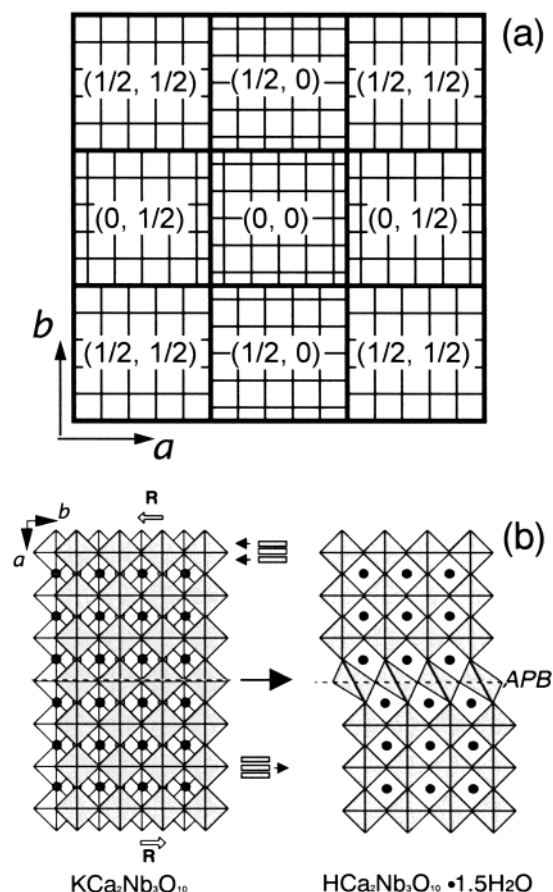 (a)
(1/2, 1/2) (1/2, 0) (1/2, 1/2)
(0, 1/2) (0, 0) (0, 1/2)
(1/2, 1/2) (1/2, 0) (1/2, 1/2)
b
a
(b)
R
b
a
APB
R
KCa₂Nb₃O₁₀ HCa₂Nb₃O₁₀ •1.5H₂O